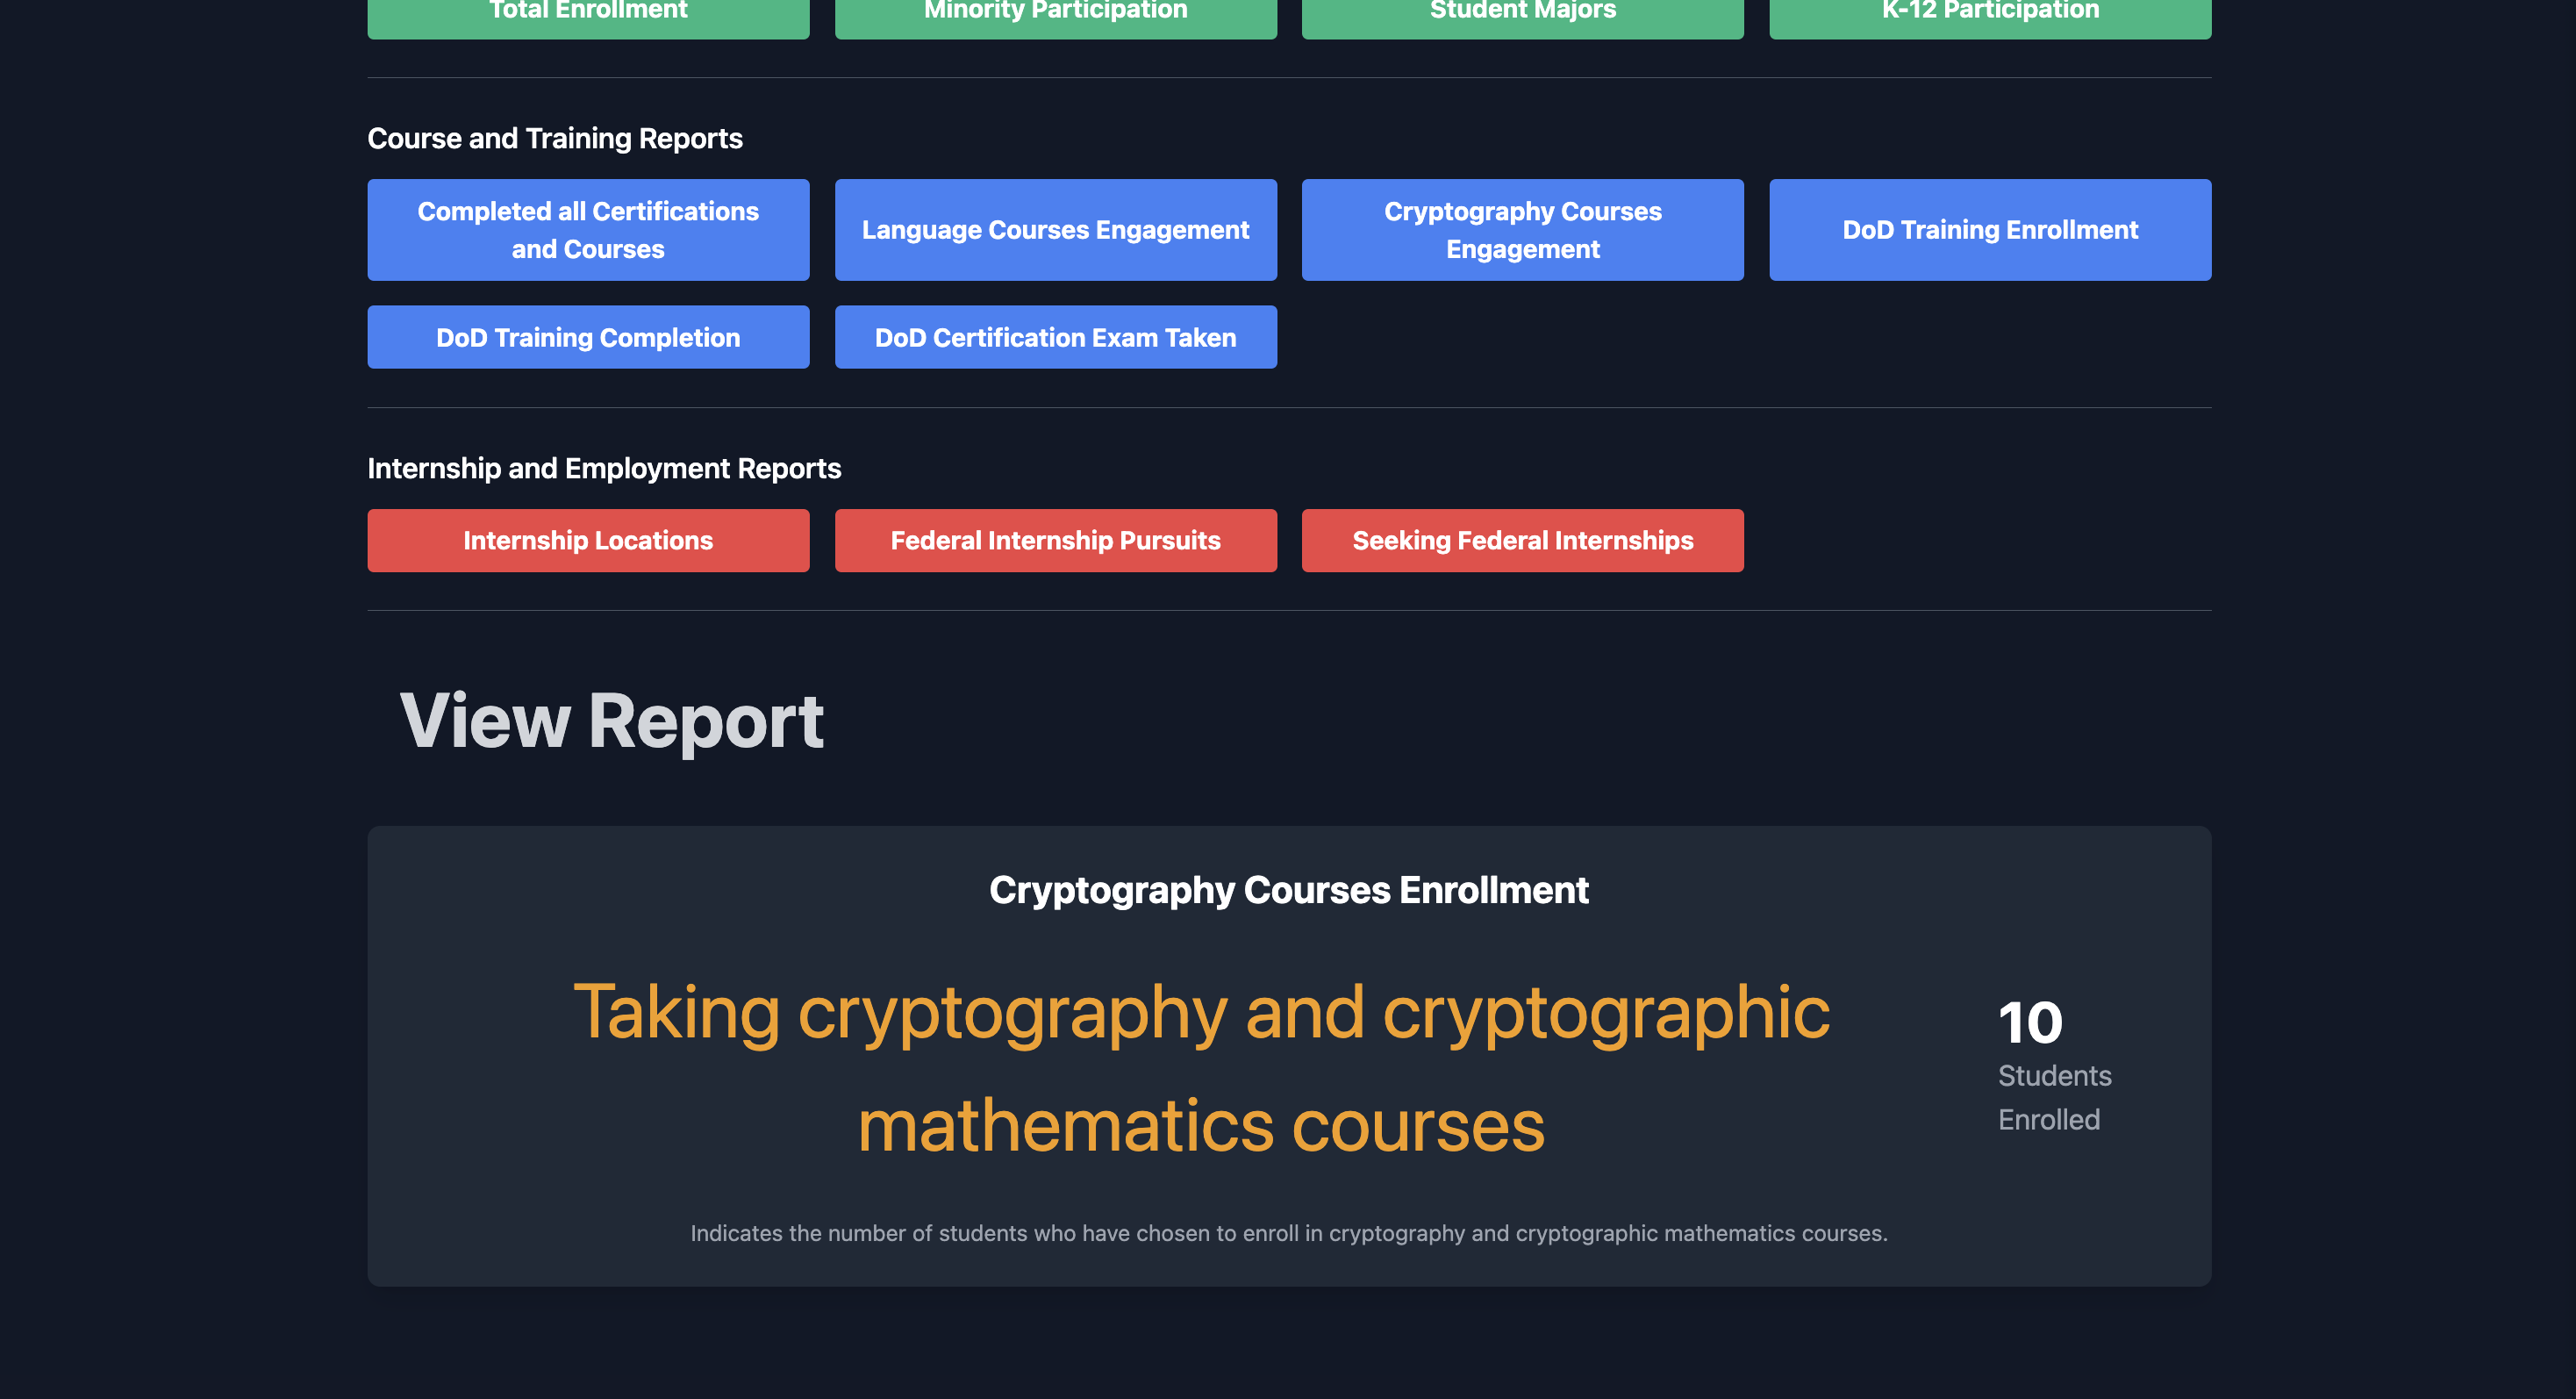 Total Enrollment
Minority Participation
Student Majors
K-12 Participation
Course and Training Reports
Completed all Certifications
and Courses
Language Courses Engagement
Cryptography Courses
Engagement
DoD Training Enrollment
DoD Training Completion
DoD Certification Exam Taken
Internship and Employment Reports
Internship Locations
Federal Internship Pursuits
Seeking Federal Internships
View Report
Cryptography Courses Enrollment
Taking cryptography and cryptographic
mathematics courses
10
Students
Enrolled
Indicates the number of students who have chosen to enroll in cryptography and cryptographic mathematics courses.